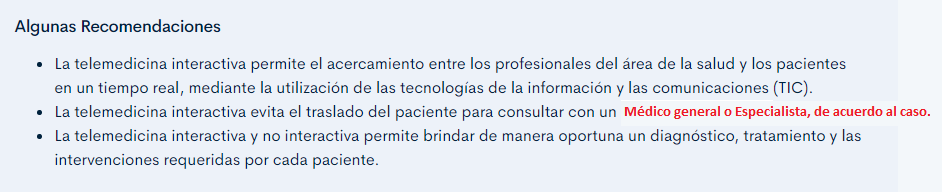 Algunas Recomendaciones
• La telemedicina interactiva permite el acercamiento entre los profesionales del área de la salud y los pacientes
en un tiempo real, mediante la utilización de las tecnologías de la información y las comunicaciones (TIC).
• La telemedicina interactiva evita el traslado del paciente para consultar con un Médico general o Especialista, de acuerdo al caso.
• La telemedicina interactiva y no interactiva permite brindar de manera oportuna un diagnóstico, tratamiento y las
intervenciones requeridas por cada paciente.